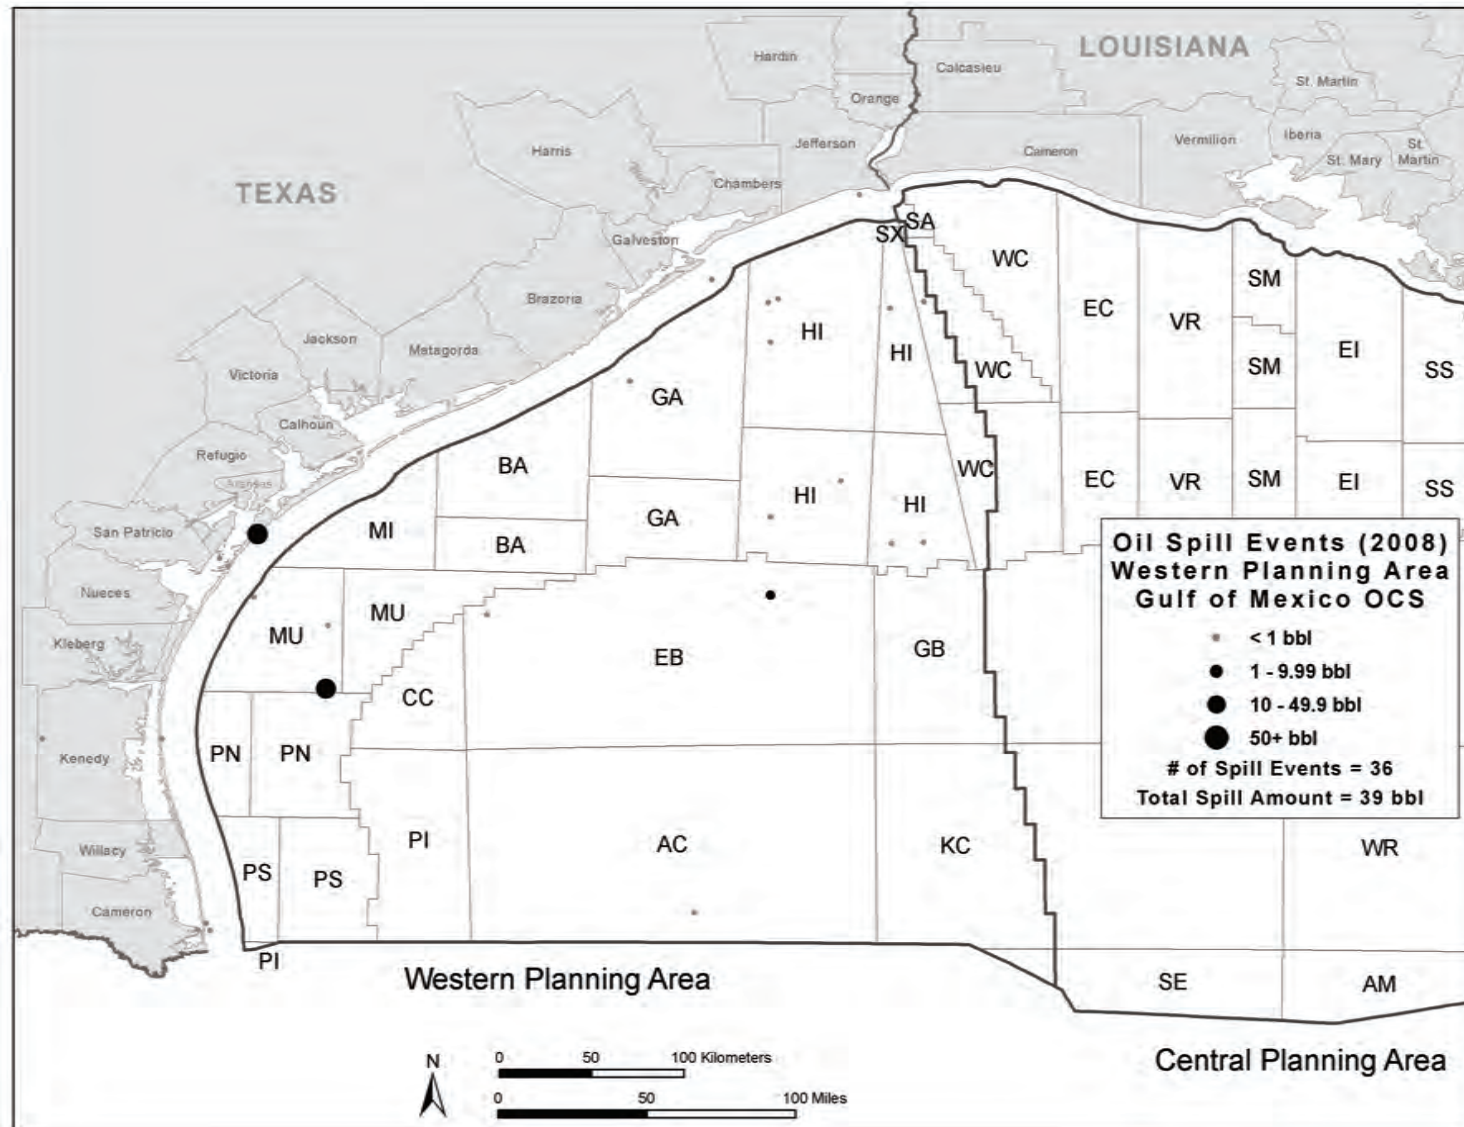 LOUISIANA
Hardin
Calcasieu
St. Martin
Orange
Harris
Jefferson
Cameron
Vermilion
Iberia
St. Mary
St.
Martin
Chambers
TEXAS
Galveston
SX
SA
WC
EC
VR
SM
EI
SS
Brazoria
Jackson
Matagorda
Victoria
HI
HI
WC
SM
GA
Calhoun
Refugio
Aransas
BA
San Patricio
MI
BA
GA
HI
HI
WC
EC
VR
SM
EI
SS
Oil Spill Events (2008)
Western Planning Area
Gulf of Mexico OCS
< 1 bbl
1 - 9.99 bbl
10 - 49.9 bbl
50+ bbl
# of Spill Events = 36
Total Spill Amount = 39 bbl
Nueces
Kleberg
MU
MU
EB
GB
CC
Kenedy
PN
PN
Willacy
PI
AC
KC
WR
PS
PS
Cameron
PI
Western Planning Area
SE
AM
Central Planning Area
N
0 50 100 Kilometers
0 50 100 Miles